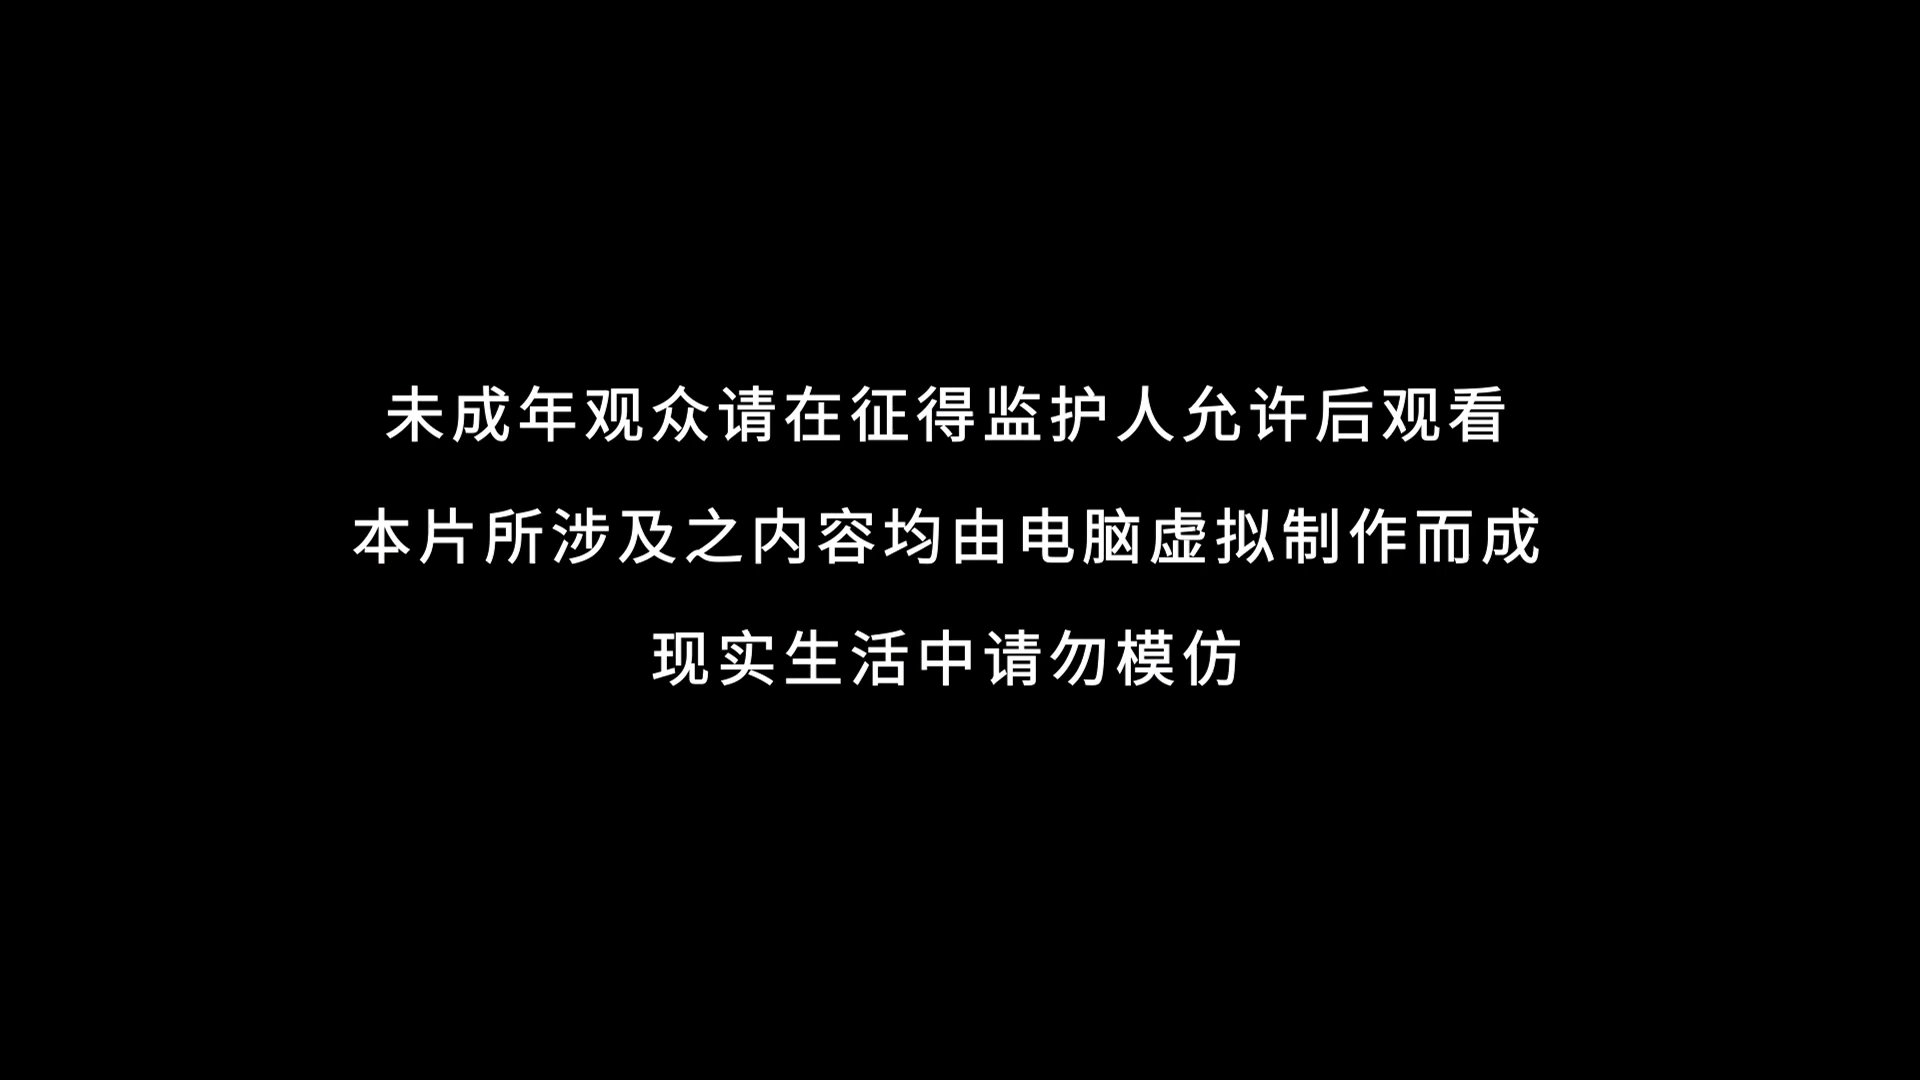 未成年观众请在征得监护人允许后观看
本片所涉及之内容均由电脑虚拟制作而成
现实生活中请勿模仿